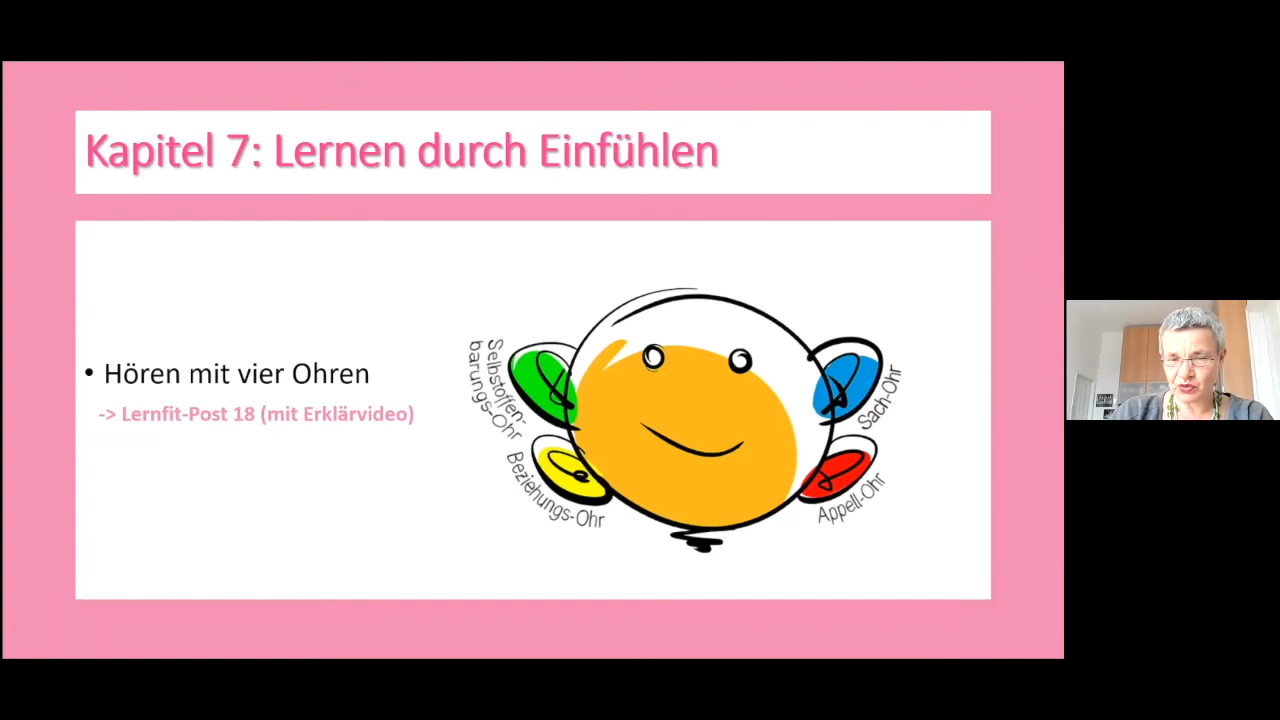 Kapitel 7: Lernen durch Einfühlen
• Hören mit vier Ohren
-> Lernfit-Post 18 (mit Erklärvideo)
Selbstoffen-
barungs-Ohr
Beziehungs-Ohr
Sach-Ohr
Appell-Ohr